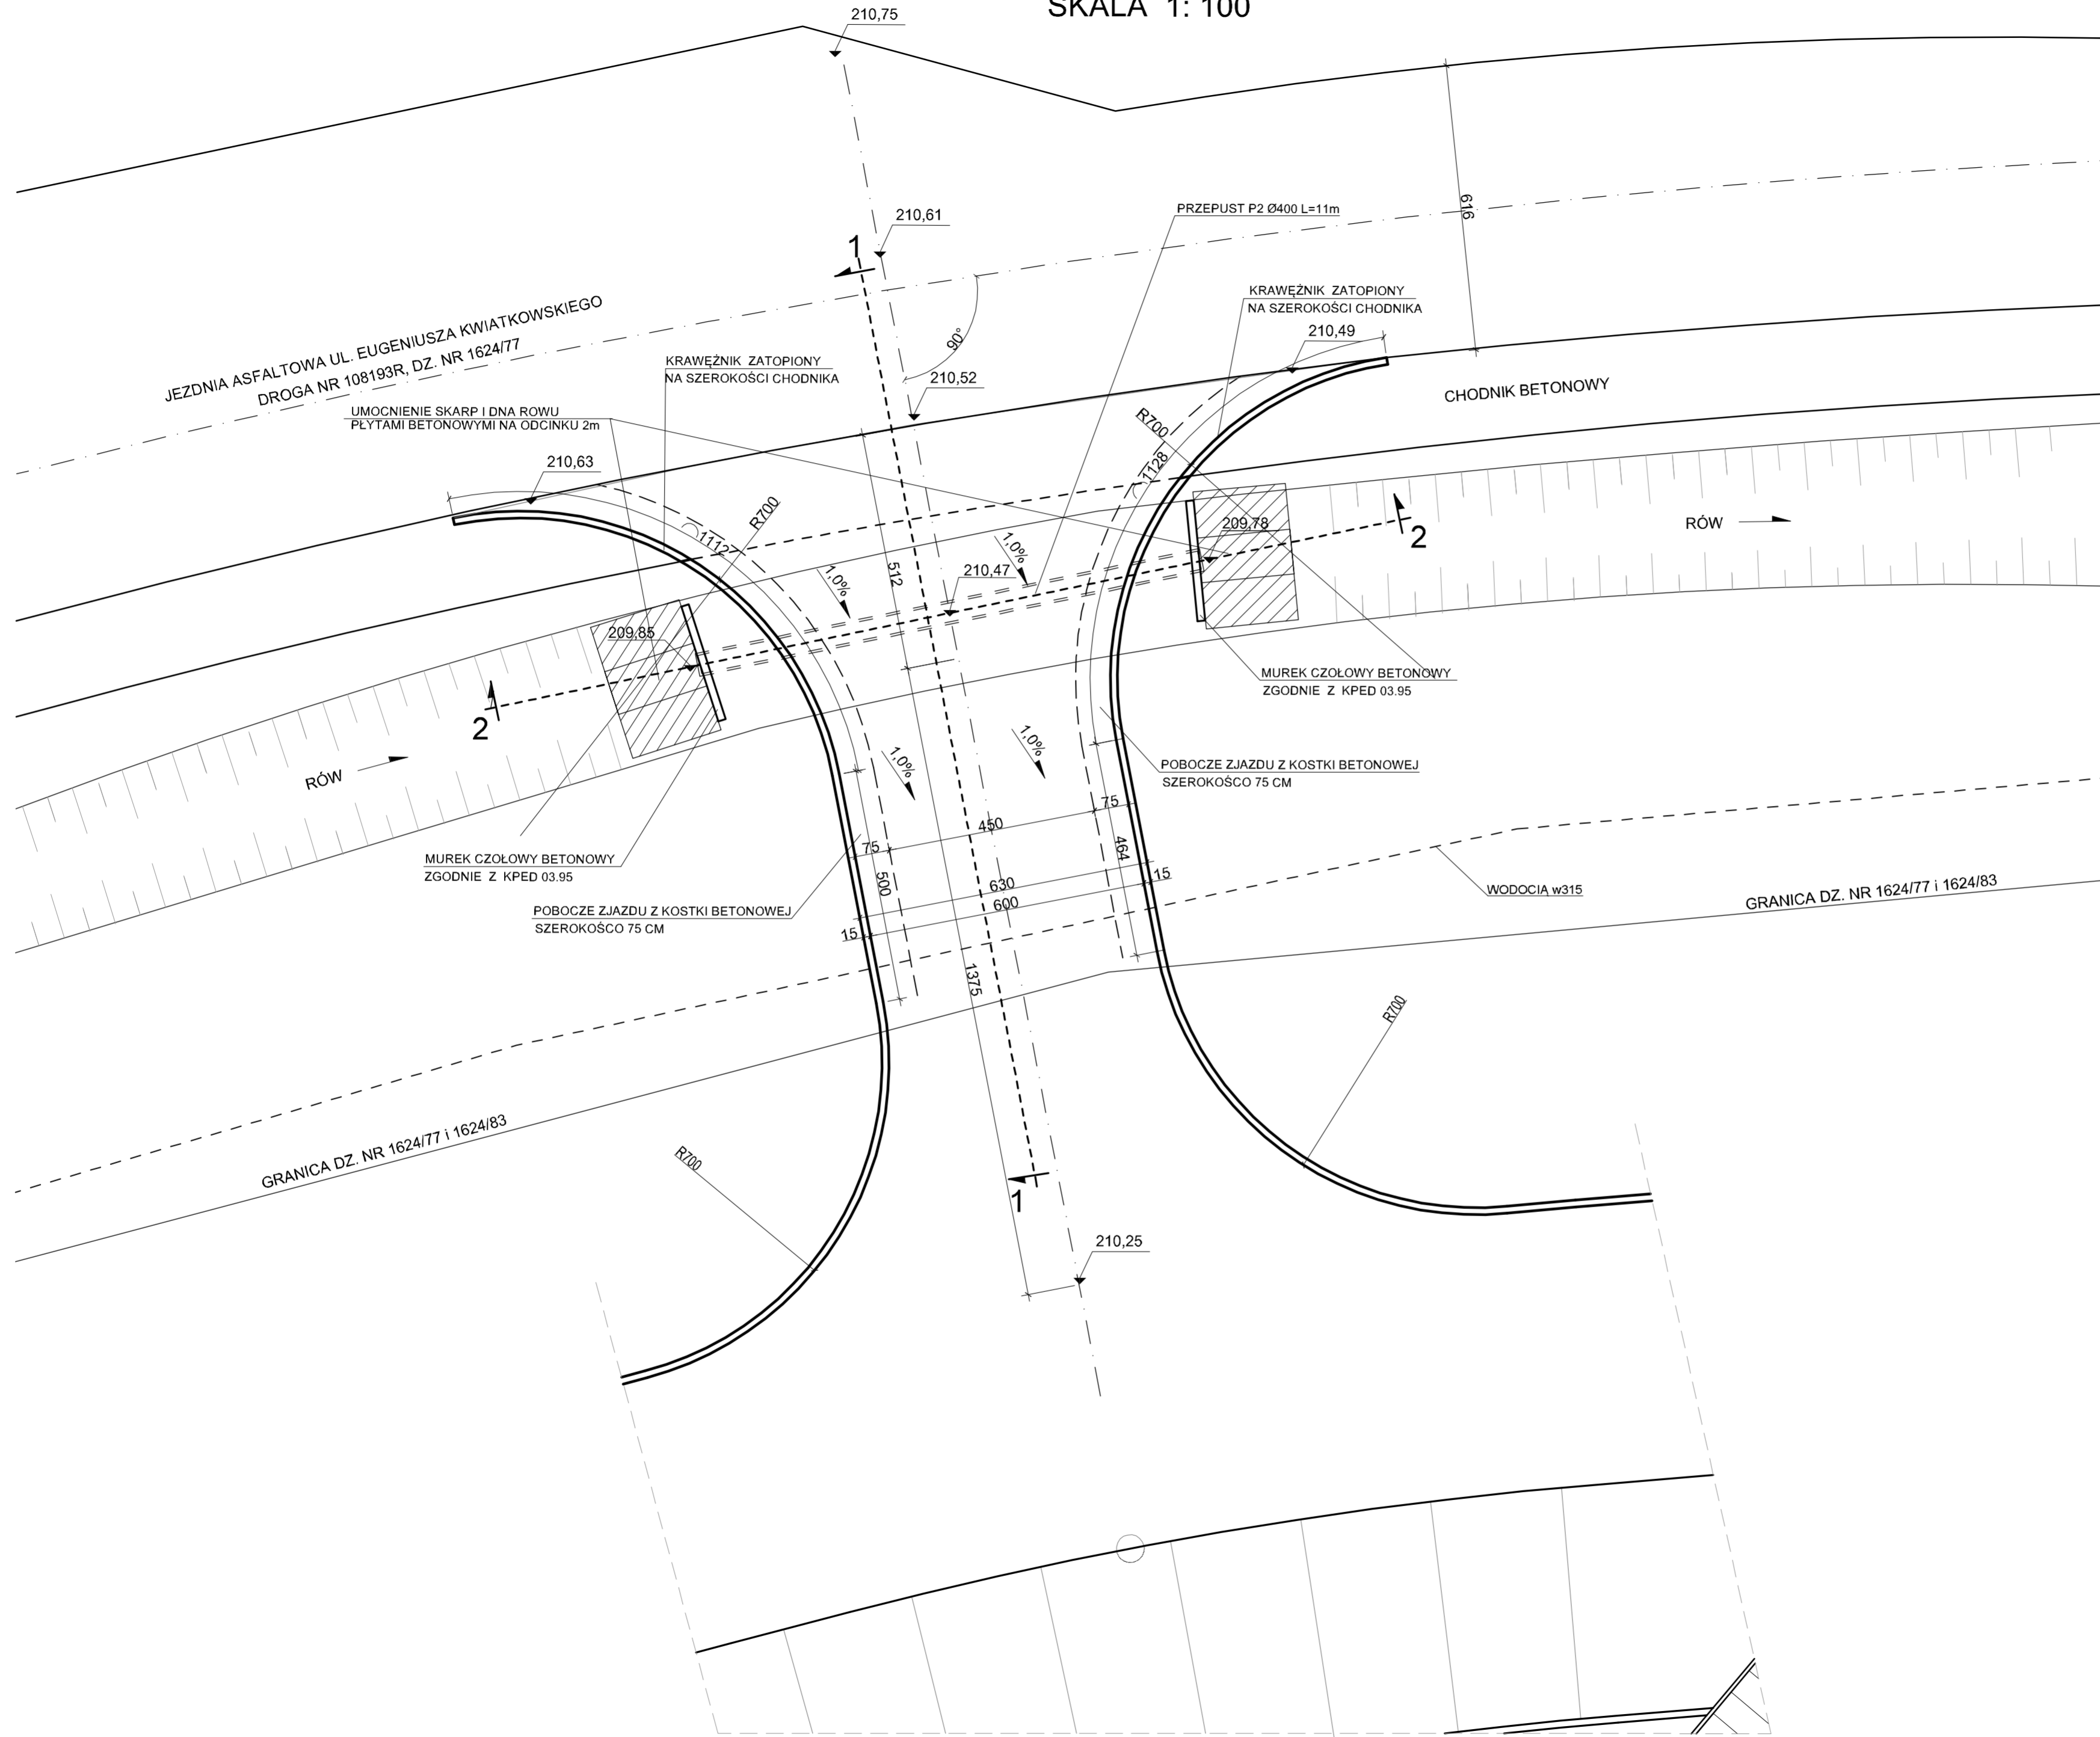 SKALA 1: 100
210,75
210,61
1
616
PRZEPUST P2 Ø400 L=11m
KRAWĘŻNIK ZATOPIONY
NA SZEROKOŚCI CHODNIKA
210,49
JEZDNIA ASFALTOWA UL. EUGENIUSZA KWIATKOWSKIEGO
DROGA NR 108193R, DZ. NR 1624/77
90°
KRAWĘŻNIK ZATOPIONY
NA SZEROKOŚCI CHODNIKA
210,52
CHODNIK BETONOWY
UMOCNIENIE SKARP I DNA ROWU
PŁYTAMI BETONOWYMI NA ODCINKU 2m
R700
210,63
1128
R700
1112
209,78
RÓW
2
1,0%
512
1,0%
210,47
209,85
2
MUREK CZOŁOWY BETONOWY
ZGODNIE Z KPED 03.95
1,0%
1,0%
RÓW
POBOCZE ZJAZDU Z KOSTKI BETONOWEJ
SZEROKOŚCO 75 CM
75
450
75
464
MUREK CZOŁOWY BETONOWY
ZGODNIE Z KPED 03.95
500
630
15
600
WODOCIĄ w315
GRANICA DZ. NR 1624/77 i 1624/83
POBOCZE ZJAZDU Z KOSTKI BETONOWEJ
SZEROKOŚCO 75 CM
15
1375
R700
GRANICA DZ. NR 1624/77 i 1624/83
R700
1
210,25